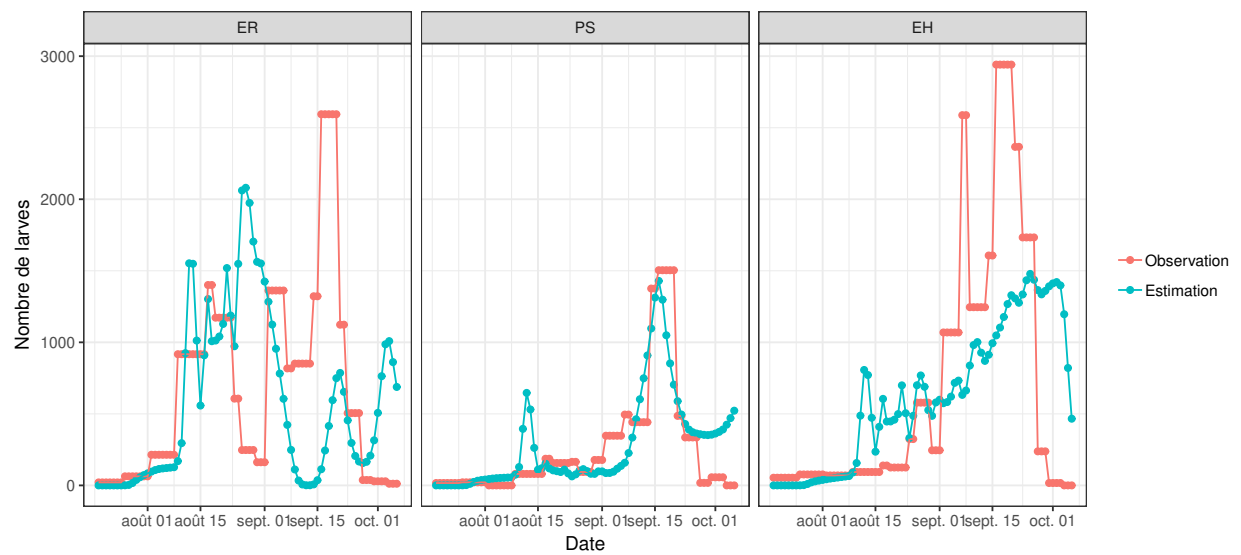 ER PS EH
3000
2000
1000
0
Nombre de larves
Observation
Estimation
août 01 août 15 sept. 01 sept. 15 oct. 01 août 01 août 15 sept. 01 sept. 15 oct. 01 août 01 août 15 sept. 01 sept. 15 oct. 01
Date